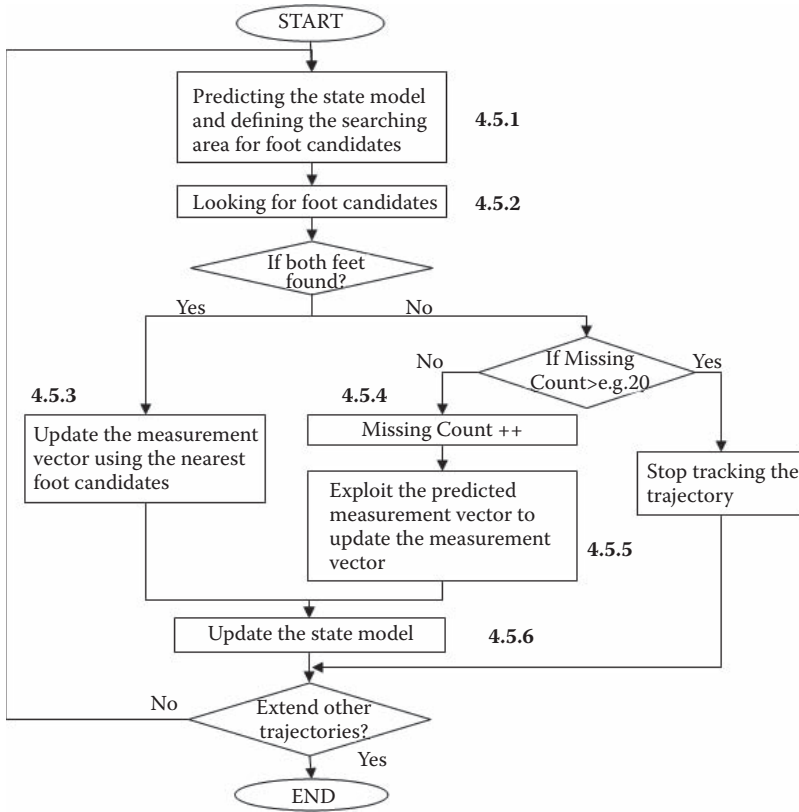 START
Predicting the state model
and defining the searching
area for foot candidates
4.5.1
Looking for foot candidates
4.5.2
If both feet
found?
Yes
No
If Missing
Count>e.g.20
No
Yes
4.5.3
Update the measurement
vector using the nearest
foot candidates
4.5.4
Missing Count ++
Exploit the predicted
measurement vector to
update the measurement
vector
4.5.5
Stop tracking the
trajectory
Update the state model
4.5.6
Extend other
trajectories?
No
Yes
END